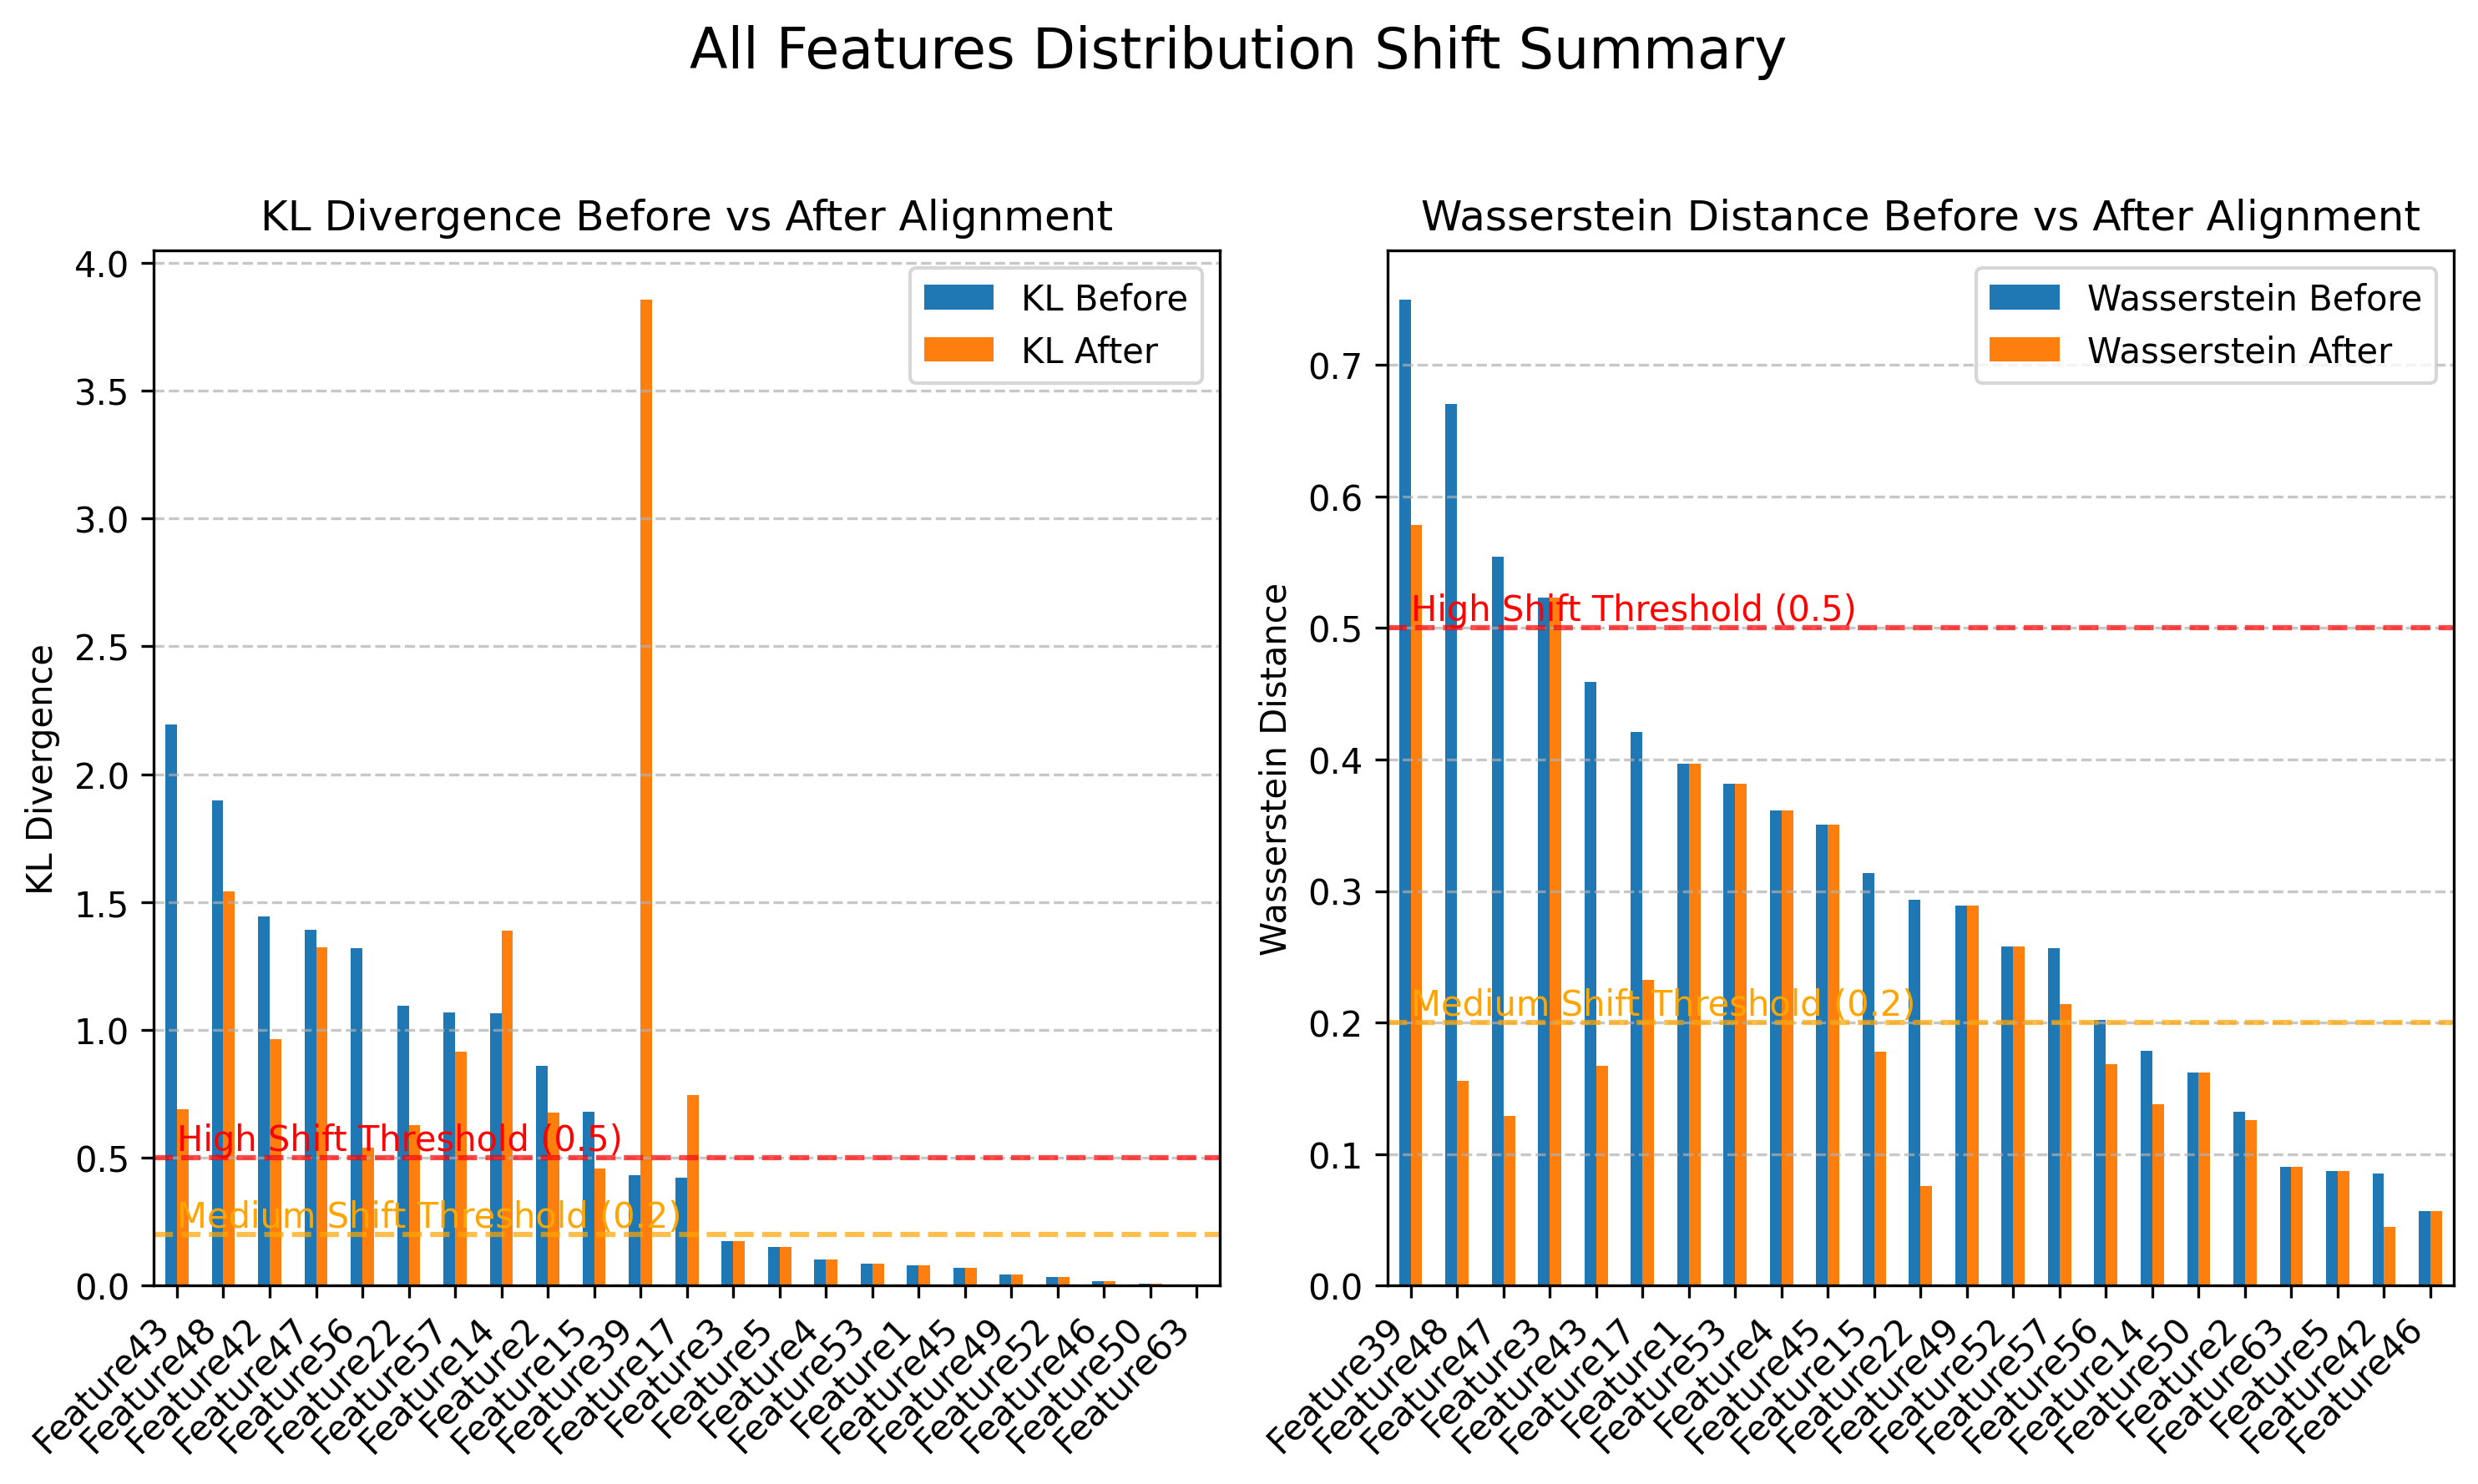 All Features Distribution Shift Summary
KL Divergence Before vs After Alignment
KL Divergence
4.0
3.5
3.0
2.5
2.0
1.5
1.0
0.5
0.0
KL Before
KL After
High Shift Threshold (0.5)
Medium Shift Threshold (0.2)
Feature43
Feature48
Feature42
Feature47
Feature56
Feature22
Feature57
Feature14
Feature2
Feature15
Feature39
Feature17
Feature3
Feature5
Feature4
Feature53
Feature1
Feature45
Feature49
Feature52
Feature46
Feature50
Feature63
Wasserstein Distance Before vs After Alignment
Wasserstein Distance
0.7
0.6
0.5
0.4
0.3
0.2
0.1
0.0
Wasserstein Before
Wasserstein After
High Shift Threshold (0.5)
Medium Shift Threshold (0.2)
Feature39
Feature48
Feature47
Feature3
Feature43
Feature17
Feature1
Feature53
Feature4
Feature45
Feature15
Feature22
Feature49
Feature52
Feature57
Feature56
Feature14
Feature50
Feature2
Feature63
Feature5
Feature42
Feature46